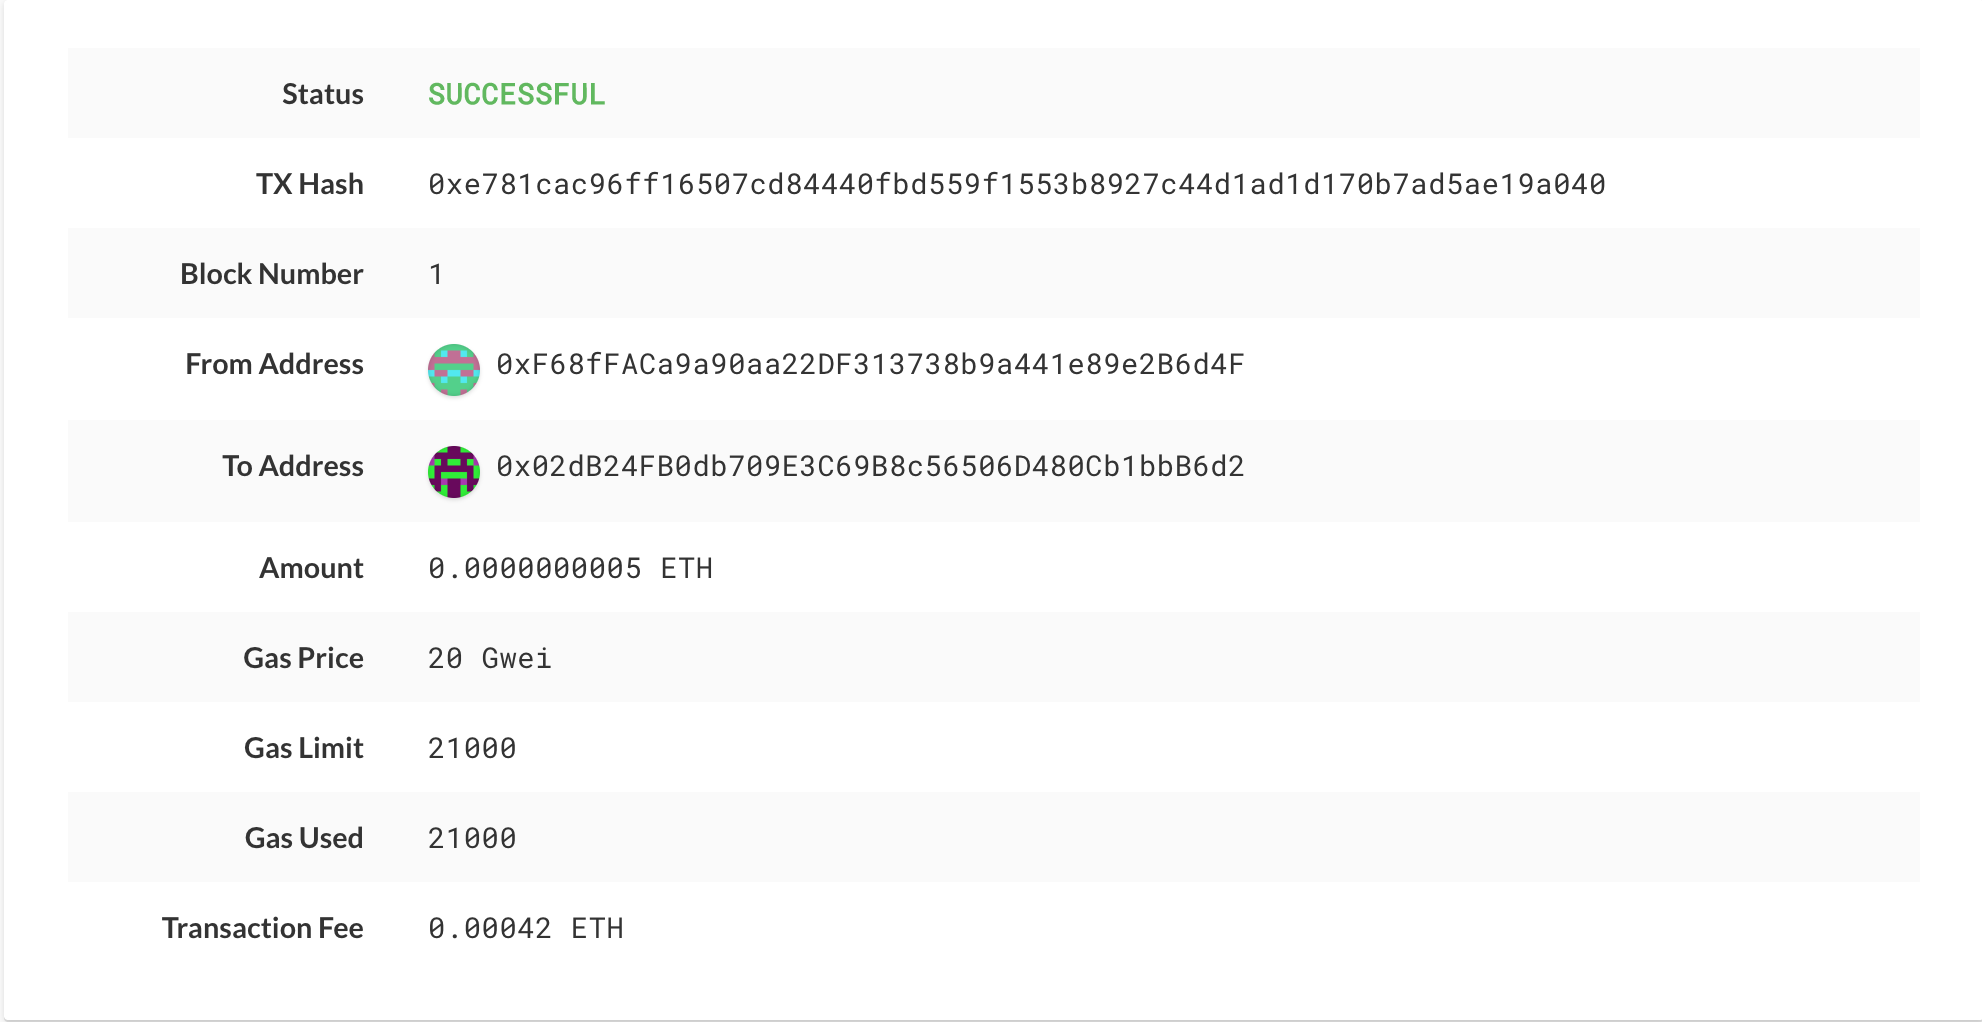 Status SUCCESSFUL
TX Hash 0xe781cac96ff16507cd84440fbd559f1553b8927c44d1ad1d170b7ad5ae19a040
Block Number 1
From Address 0xF68fFACa9a90aa22DF313738b9a441e89e2B6d4F
To Address 0x02dB24FB0db709E3C69B8c56506D480Cb1bbB6d2
Amount 0.0000000005 ETH
Gas Price 20 Gwei
Gas Limit 21000
Gas Used 21000
Transaction Fee 0.00042 ETH